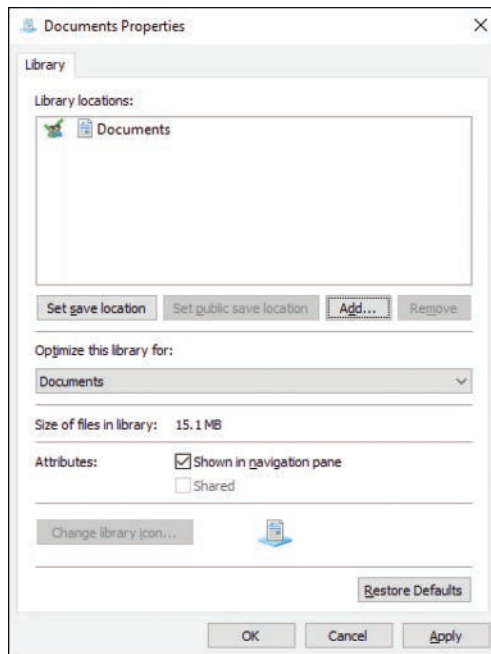 Documents Properties
Library
Library locations:
Documents
Set save location Set public save location Add... Remove
Optimize this library for:
Documents
Size of files in library: 15.1 MB
Attributes: Shown in navigation pane
Shared
Change library icon...
Restore Defaults
OK Cancel Apply